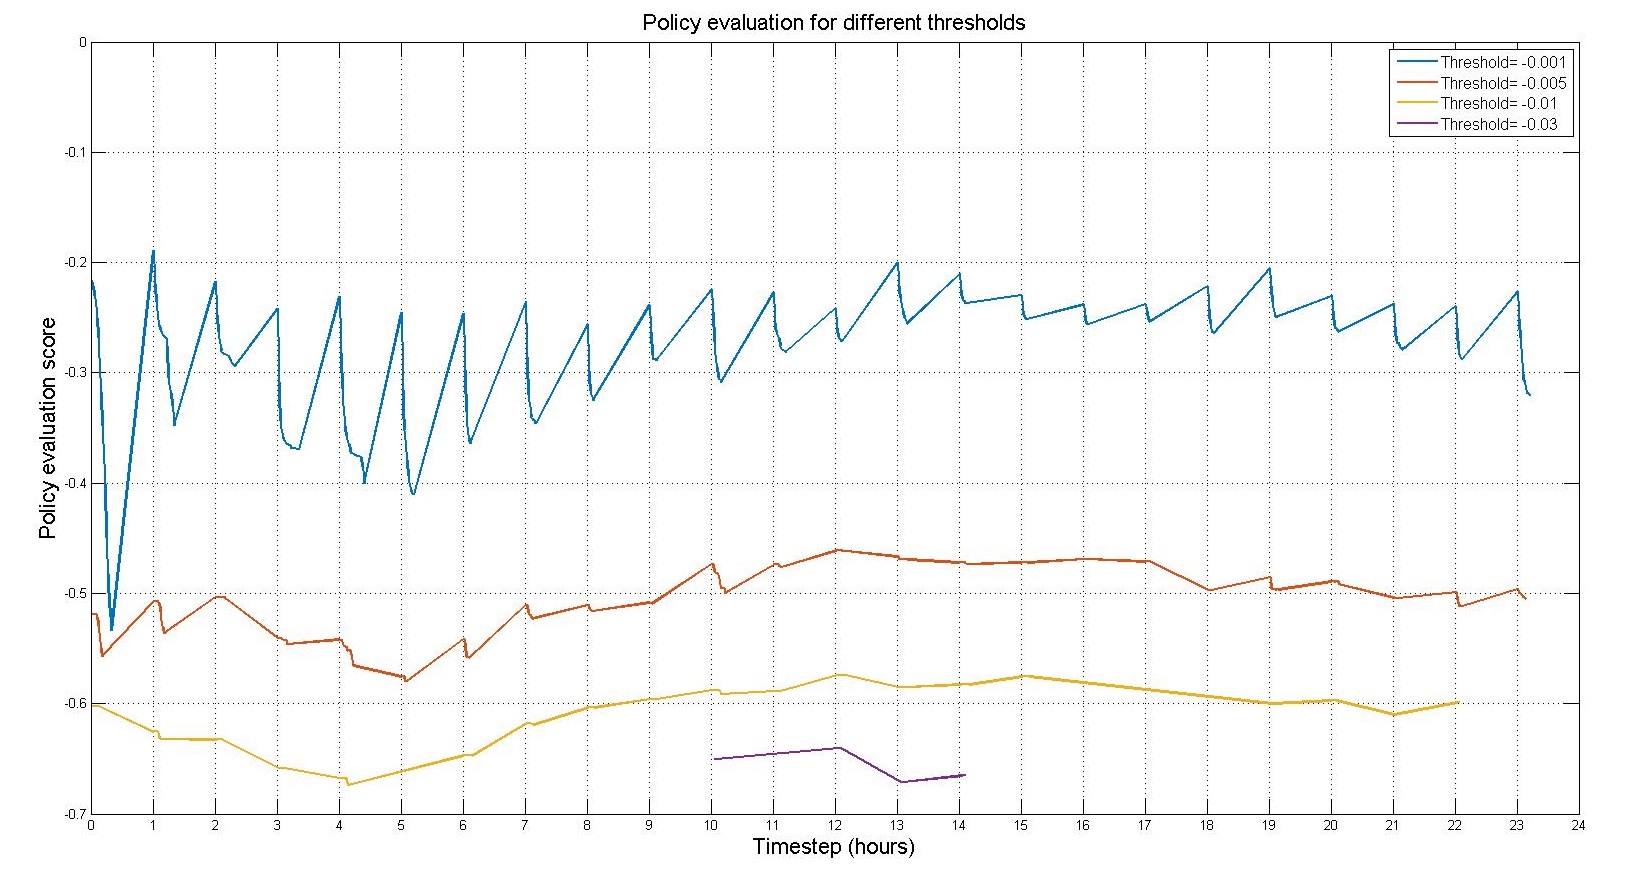 Policy evaluation for different thresholds
0
-0.1
-0.2
-0.3
-0.4
-0.5
-0.6
-0.7
Policy evaluation score
Threshold= -0.001
Threshold= -0.005
Threshold= -0.01
Threshold= -0.03
0 1 2 3 4 5 6 7 8 9 10 11 12 13 14 15 16 17 18 19 20 21 22 23 24
Timestep (hours)